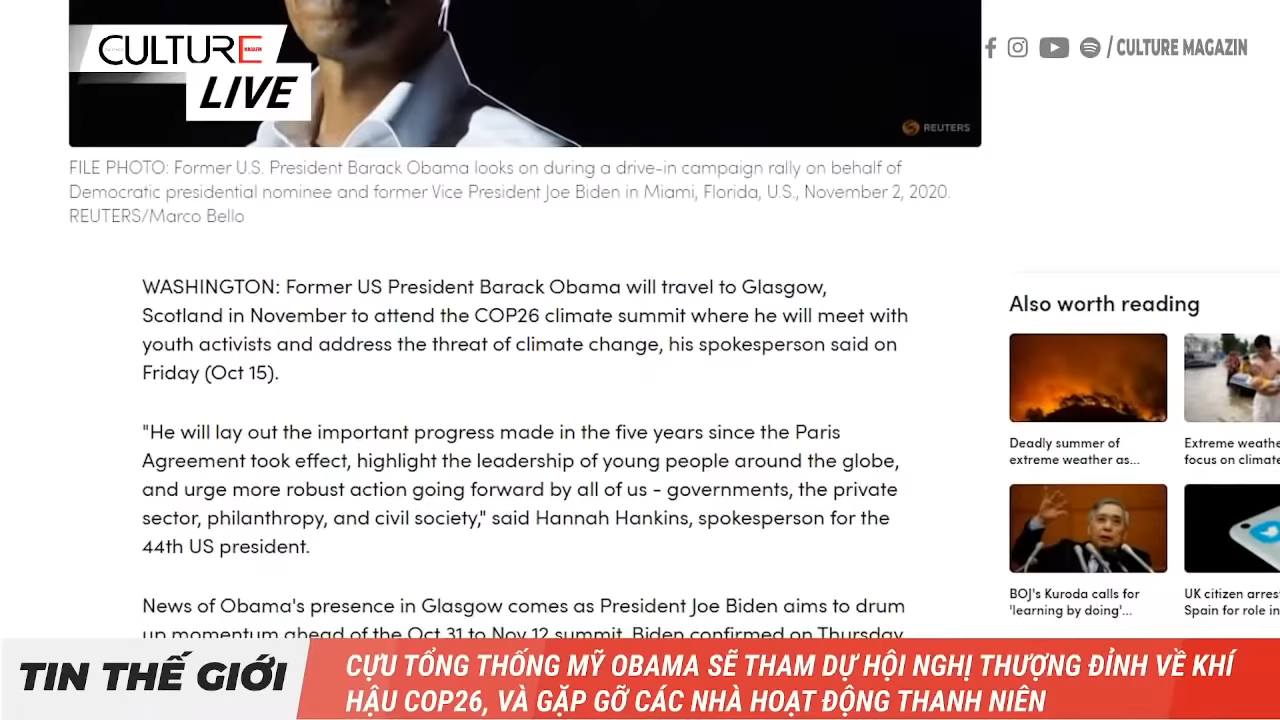 CULTURE
LIVE
/ CULTURE MAGAZIN
REUTERS
FILE PHOTO: Former U.S. President Barack Obama looks on during a drive-in campaign rally on behalf of
Democratic presidential nominee and former Vice President Joe Biden in Miami, Florida, U.S., November 2, 2020.
REUTERS/Marco Bello
WASHINGTON: Former US President Barack Obama will travel to Glasgow,
Scotland in November to attend the COP26 climate summit where he will meet with
youth activists and address the threat of climate change, his spokesperson said on
Friday (Oct 15).
"He will lay out the important progress made in the five years since the Paris
Agreement took effect, highlight the leadership of young people around the globe,
and urge more robust action going forward by all of us - governments, the private
sector, philanthropy, and civil society," said Hannah Hankins, spokesperson for the
44th US president.
News of Obama's presence in Glasgow comes as President Joe Biden aims to drum
up momentum ahead of the Oct 31 to Nov 12 summit. Biden confirmed on Thursday
Also worth reading
Deadly summer of
extreme weather as...
Extreme weathe
focus on climate
BOJ's Kuroda calls for
'learning by doing'...
UK citizen arres
Spain for role in
TIN THẾ GIỚI
CỰU TỔNG THỐNG MỸ OBAMA SẼ THAM DỰ HỘI NGHỊ THƯỢNG ĐỈNH VỀ KHÍ
HẬU COP26, VÀ GẶP GỠ CÁC NHÀ HOẠT ĐỘNG THANH NIÊN